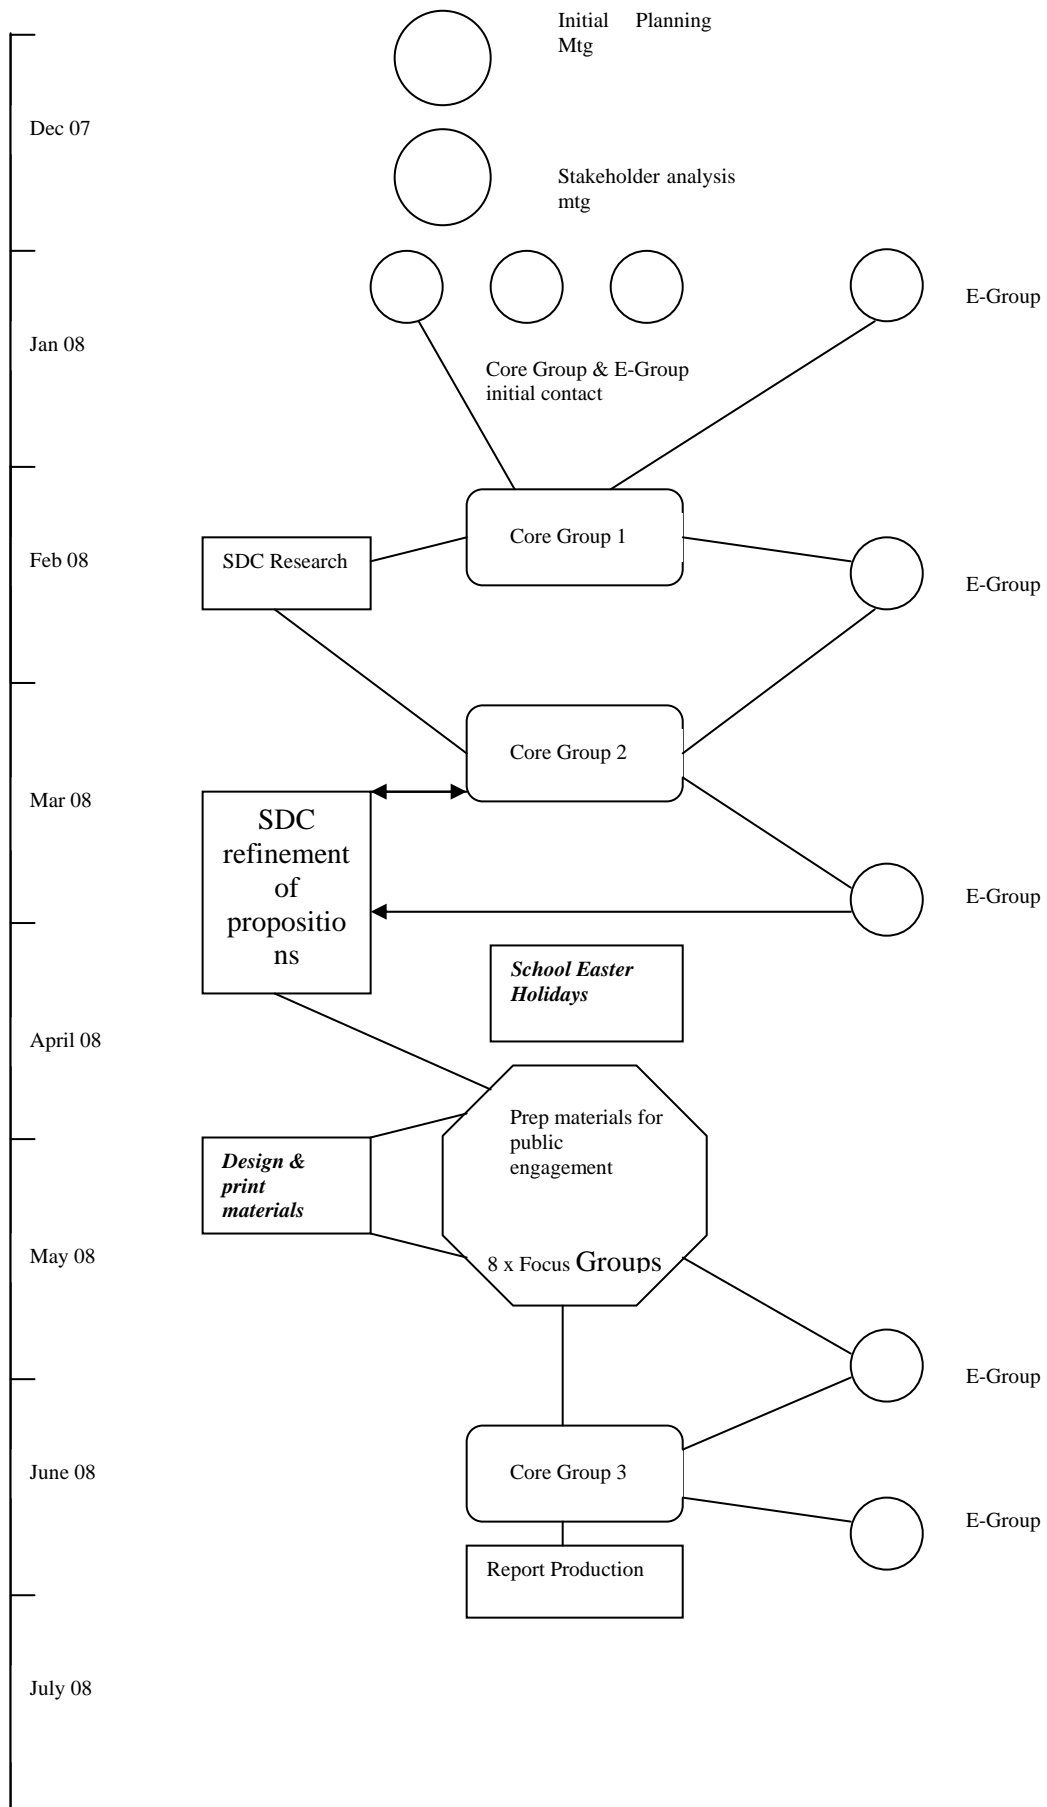 Initial Planning
Mtg
Dec 07
Stakeholder analysis
mtg
E-Group
Jan 08
Core Group & E-Group
initial contact
Core Group 1
Feb 08
SDC Research
E-Group
Core Group 2
Mar 08
SDC
refinement
of
propositio
ns
E-Group
School Easter
Holidays
April 08
Prep materials for
public
engagement
Design &
print
materials
May 08
8 x Focus Groups
E-Group
June 08
Core Group 3
E-Group
Report Production
July 08